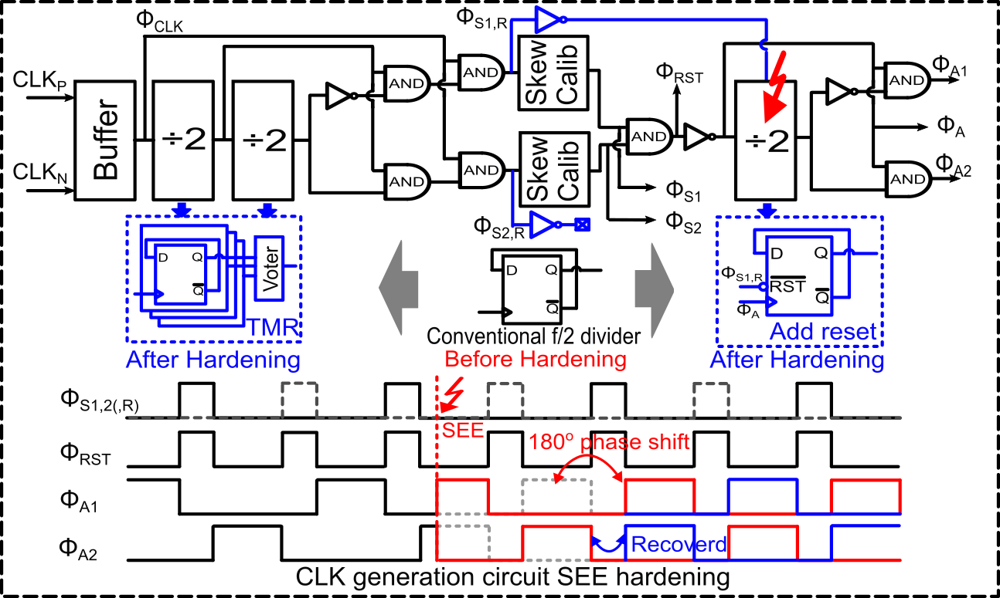 Φ_CLK
Φ_S1,R
CLK_P
CLK_N
Buffer
÷2
÷2
AND
AND
AND
AND
Skew
Calib
Skew
Calib
Φ_S2,R
AND
Φ_RST
Φ_S1
Φ_S2
÷2
AND
AND
Φ_A1
Φ_A
Φ_A2
D
Q
Q̅
Voter
TMR
After Hardening
D
Q
Q̅
Conventional f/2 divider
Before Hardening
Φ_S1,R
Φ_A
D
Q
R̅S̅T̅
Q̅
Add reset
After Hardening
Φ_S1,2(,R)
SEE
Φ_RST
180° phase shift
Φ_A1
Φ_A2
Recoverd
CLK generation circuit SEE hardening